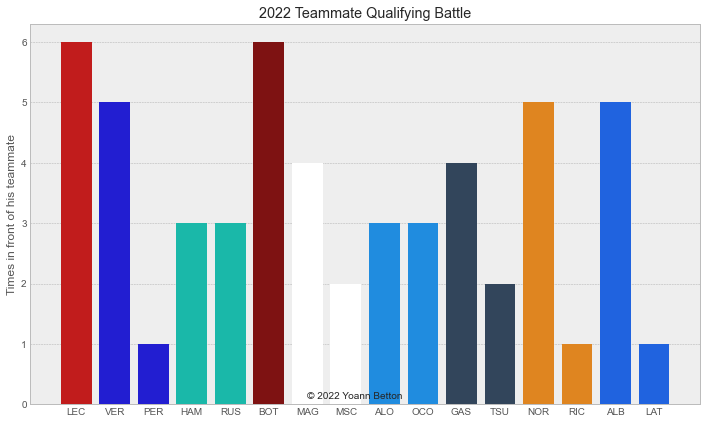 2022 Teammate Qualifying Battle
Times in front of his teammate
6
5
4
3
2
1
0
© 2022 Yoann Betton
LEC VER PER HAM RUS BOT MAG MSC ALO OCO GAS TSU NOR RIC ALB LAT